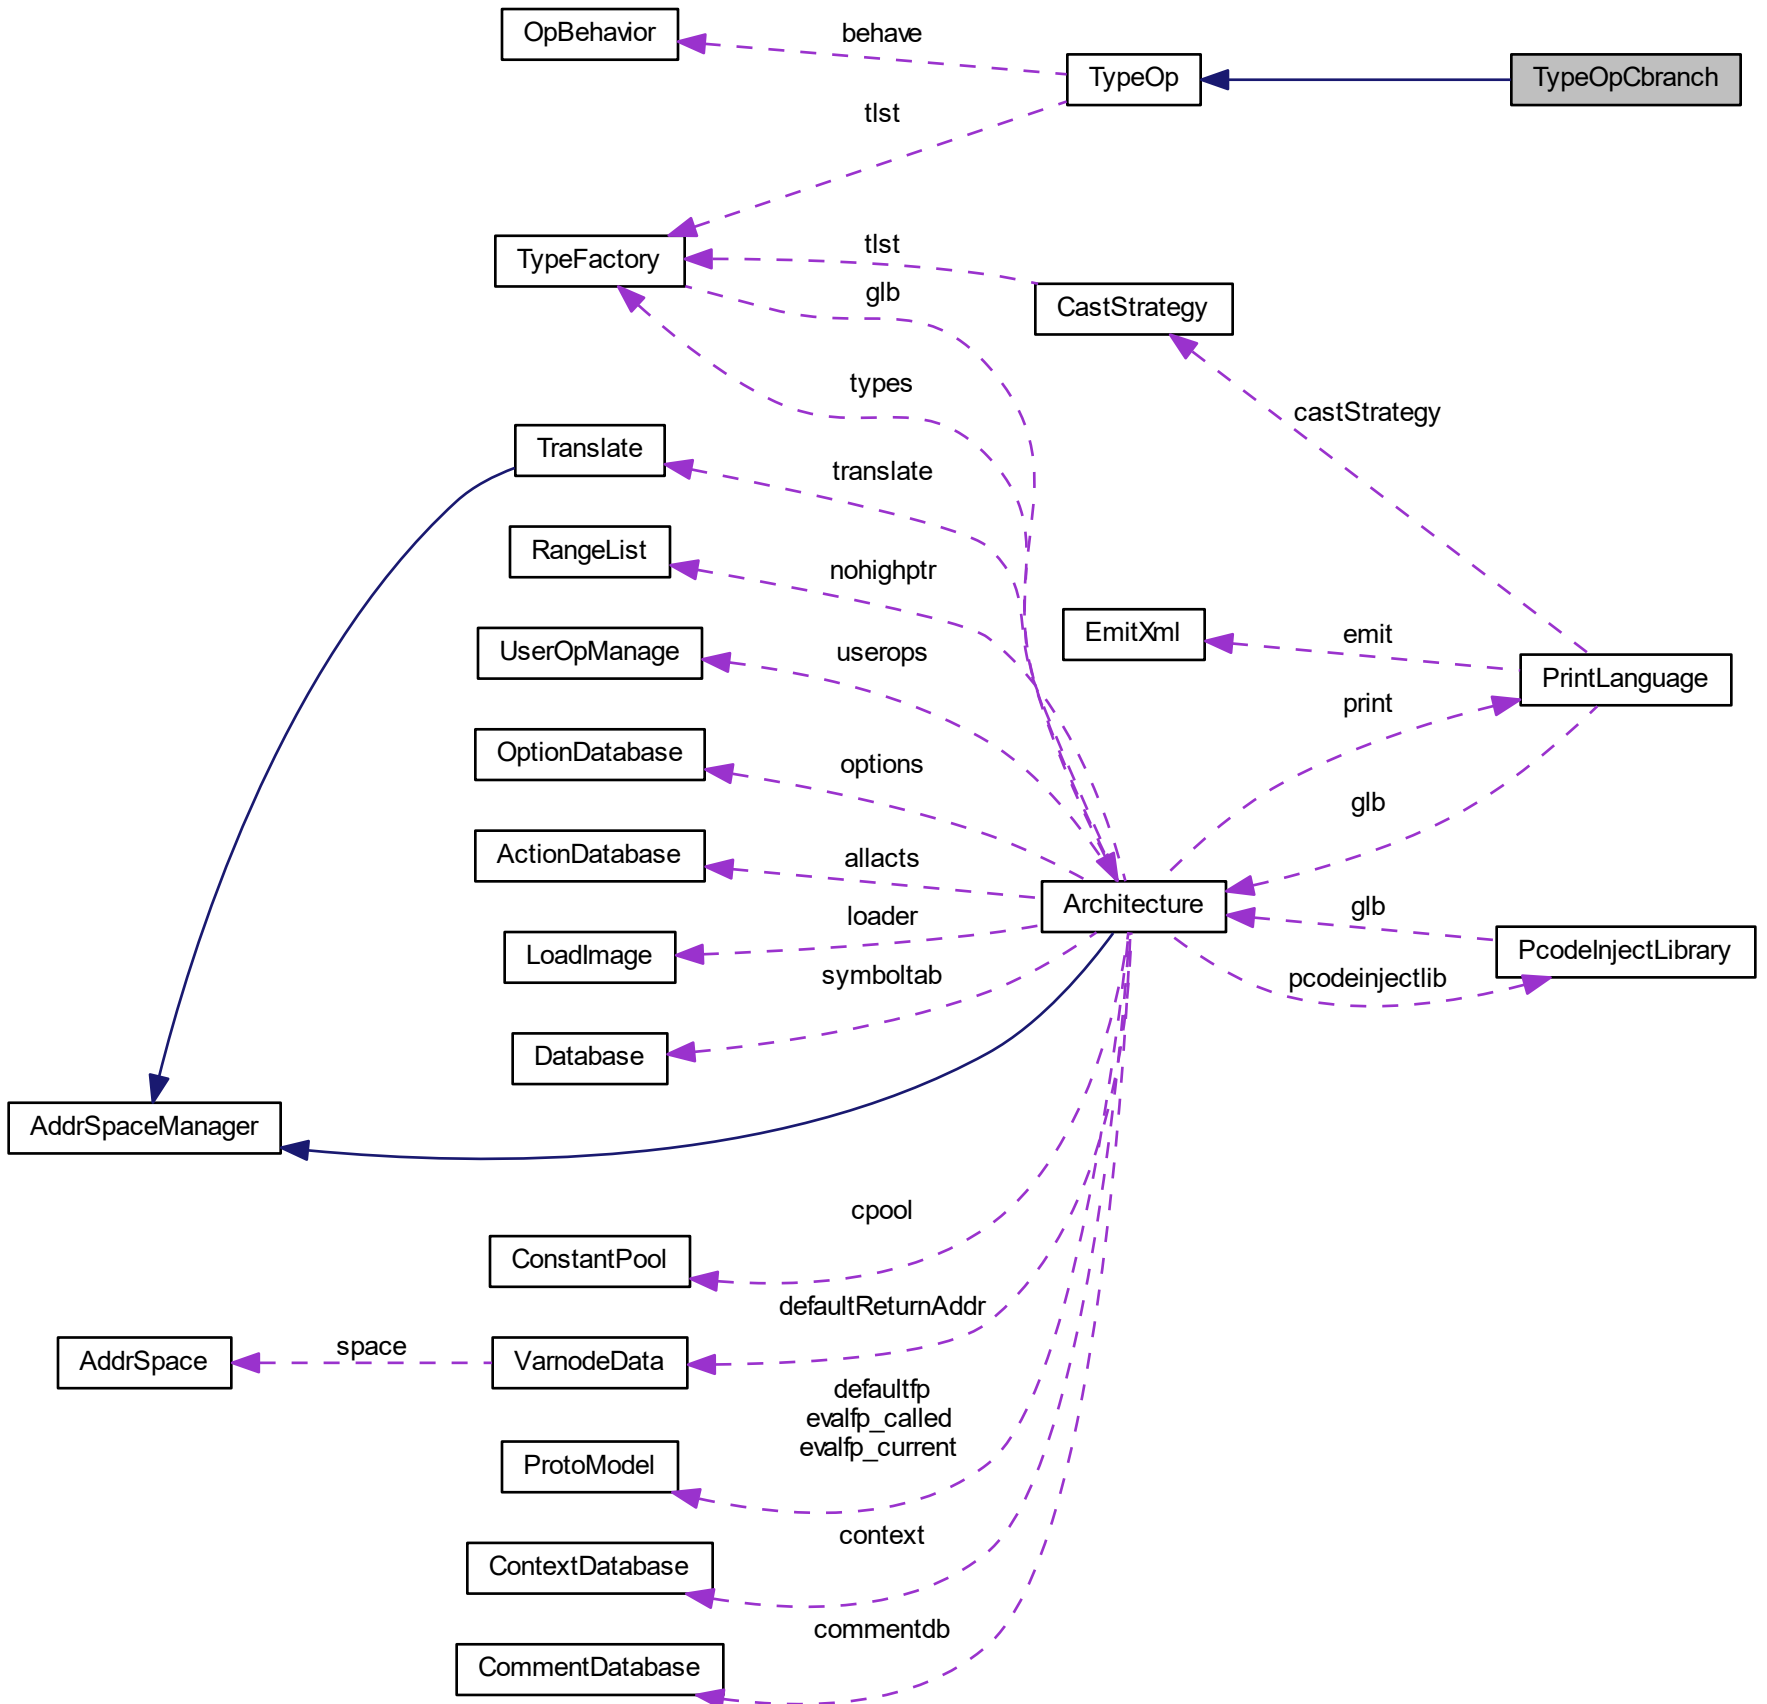 OpBehavior
behave
TypeOp
TypeOpCbranch
tlst
TypeFactory
tlst
glb
CastStrategy
types
castStrategy
Translate
translate
RangeList
nohighptr
EmitXml
emit
UserOpManage
userops
PrintLanguage
print
OptionDatabase
options
glb
ActionDatabase
allacts
Architecture
glb
LoadImage
loader
PcodeInjectLibrary
symboltab
pcodeinjectlib
Database
AddrSpaceManager
cpool
ConstantPool
defaultReturnAddr
AddrSpace
space
VarnodeData
defaultfp
evalfp_called
evalfp_current
ProtoModel
context
ContextDatabase
commentdb
CommentDatabase